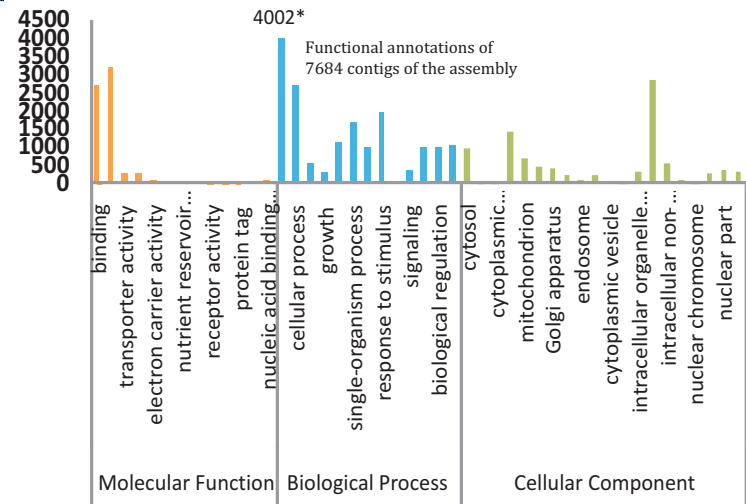 4500
4000
3500
3000
2500
2000
1500
1000
500
0
4002*
Functional annotations of
7684 contigs of the assembly
binding
transporter activity
electron carrier activity
nutrient reservoir...
receptor activity
protein tag
nucleic acid binding...
cellular process
growth
single-organism process
response to stimulus
signaling
biological regulation
cytosol
cytoplasmic...
mitochondrion
Golgi apparatus
endosome
cytoplasmic vesicle
intracellular organelle...
intracellular non-...
nuclear chromosome
nuclear part
Molecular Function
Biological Process
Cellular Component